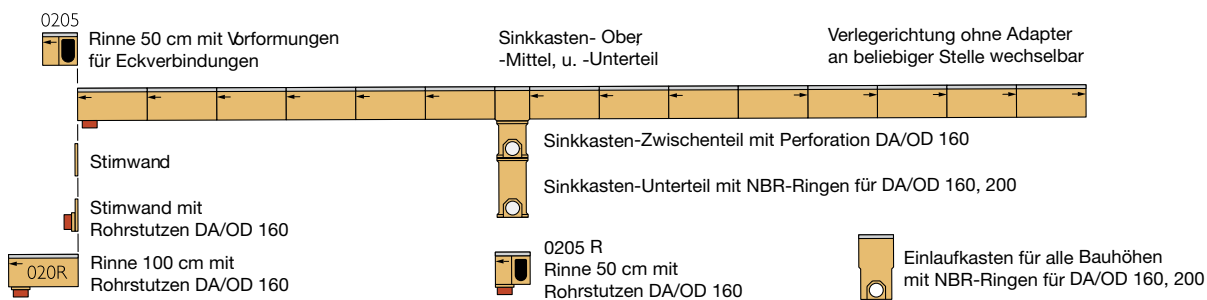 0205
Rinne 50 cm mit Vorformungen
für Eckverbindungen
Sinkkasten- Ober,
-Mittel, u. -Unterteil
Verlegerichtung ohne Adapter
an beliebiger Stelle wechselbar
Sinkkasten-Zwischenteil mit Perforation DA/OD 160
Stirnwand
Sinkkasten-Unterteil mit NBR-Ringen für DA/OD 160, 200
Stirnwand mit
Rohrstutzen DA/OD 160
020R
Rinne 100 cm mit
Rohrstutzen DA/OD 160
0205 R
Rinne 50 cm mit
Rohrstutzen DA/OD 160
Einlaufkasten für alle Bauhöhen
mit NBR-Ringen für DA/OD 160, 200